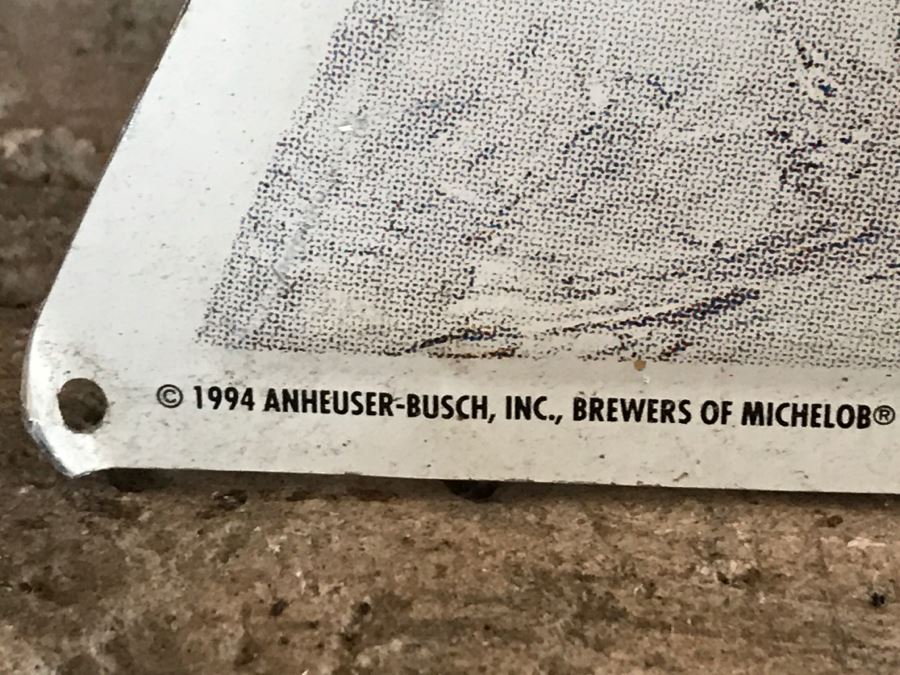 © 1994 ANHEUSER-BUSCH, INC., BREWERS OF MICHELOB®